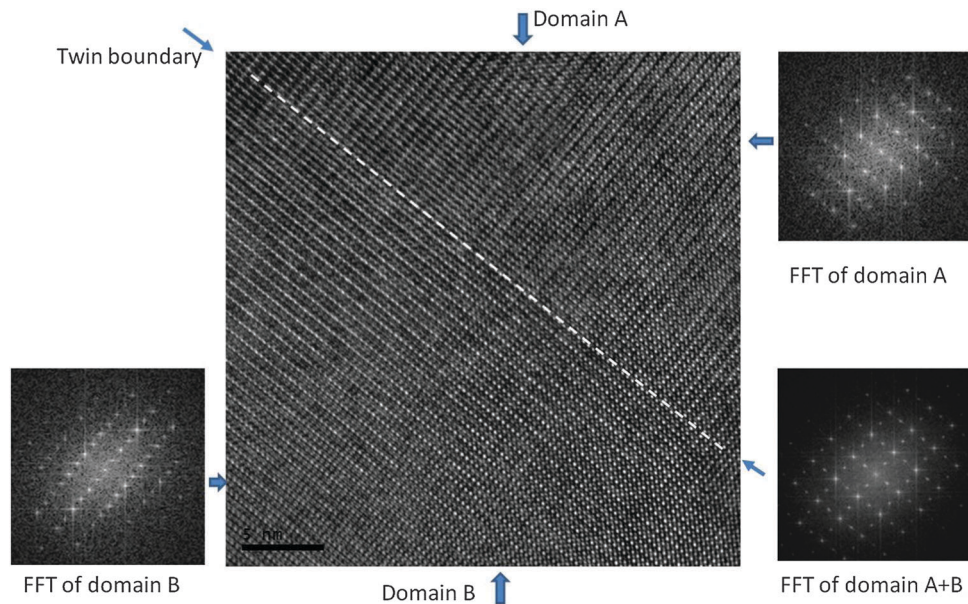 Domain A
Twin boundary
FFT of domain A
5 nm
FFT of domain B
Domain B
FFT of domain A+B